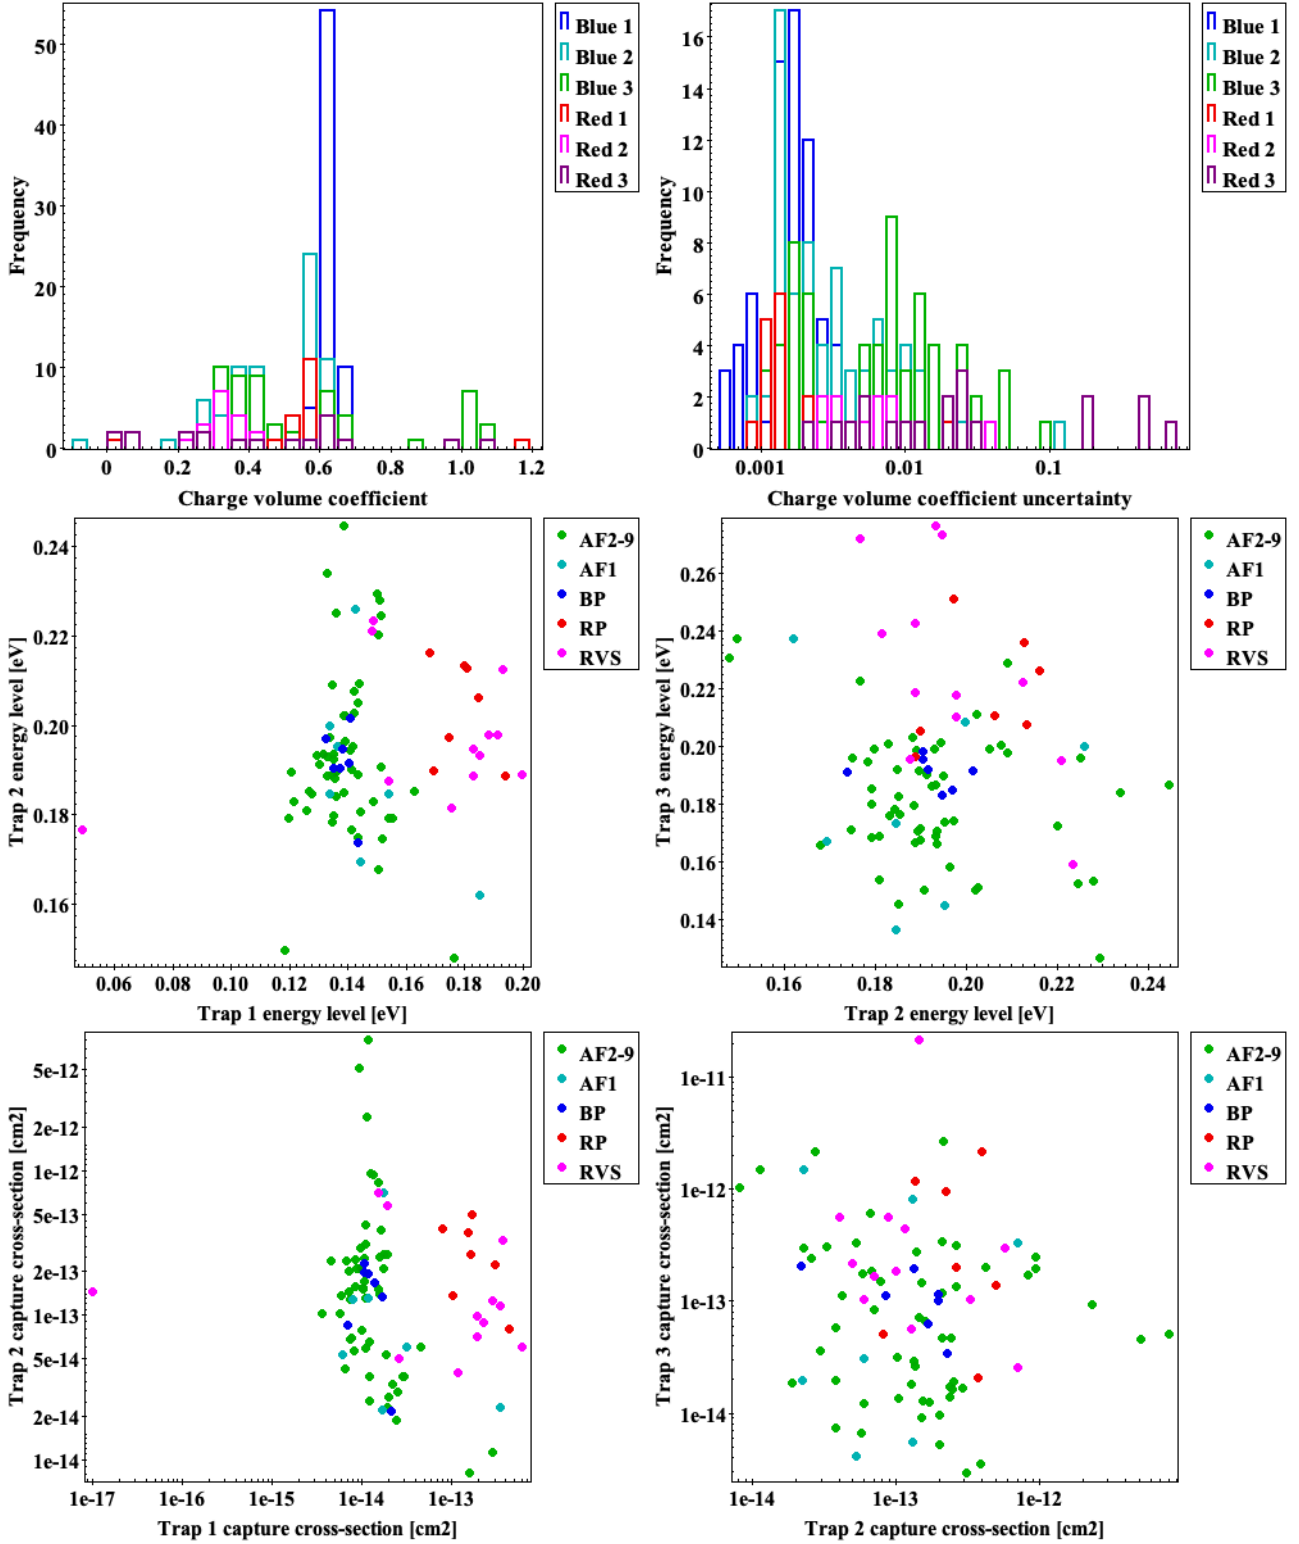 50
40
30
20
10
0
Frequency
0
0.2
0.4
0.6
0.8
1.0
1.2
Charge volume coefficient
Blue 1
Blue 2
Blue 3
Red 1
Red 2
Red 3
16
14
12
10
8
6
4
2
0
Frequency
0.001
0.01
0.1
Charge volume coefficient uncertainty
Blue 1
Blue 2
Blue 3
Red 1
Red 2
Red 3
0.24
0.22
0.20
0.18
0.16
Trap 2 energy level [eV]
0.06
0.08
0.10
0.12
0.14
0.16
0.18
0.20
Trap 1 energy level [eV]
AF2-9
AF1
BP
RP
RVS
0.26
0.24
0.22
0.20
0.18
0.16
0.14
Trap 3 energy level [eV]
0.16
0.18
0.20
0.22
0.24
Trap 2 energy level [eV]
AF2-9
AF1
BP
RP
RVS
5e-12
2e-12
1e-12
5e-13
2e-13
1e-13
5e-14
2e-14
1e-14
Trap 2 capture cross-section [cm2]
1e-17
1e-16
1e-15
1e-14
1e-13
Trap 1 capture cross-section [cm2]
AF2-9
AF1
BP
RP
RVS
1e-11
1e-12
1e-13
1e-14
Trap 3 capture cross-section [cm2]
1e-14
1e-13
1e-12
Trap 2 capture cross-section [cm2]
AF2-9
AF1
BP
RP
RVS